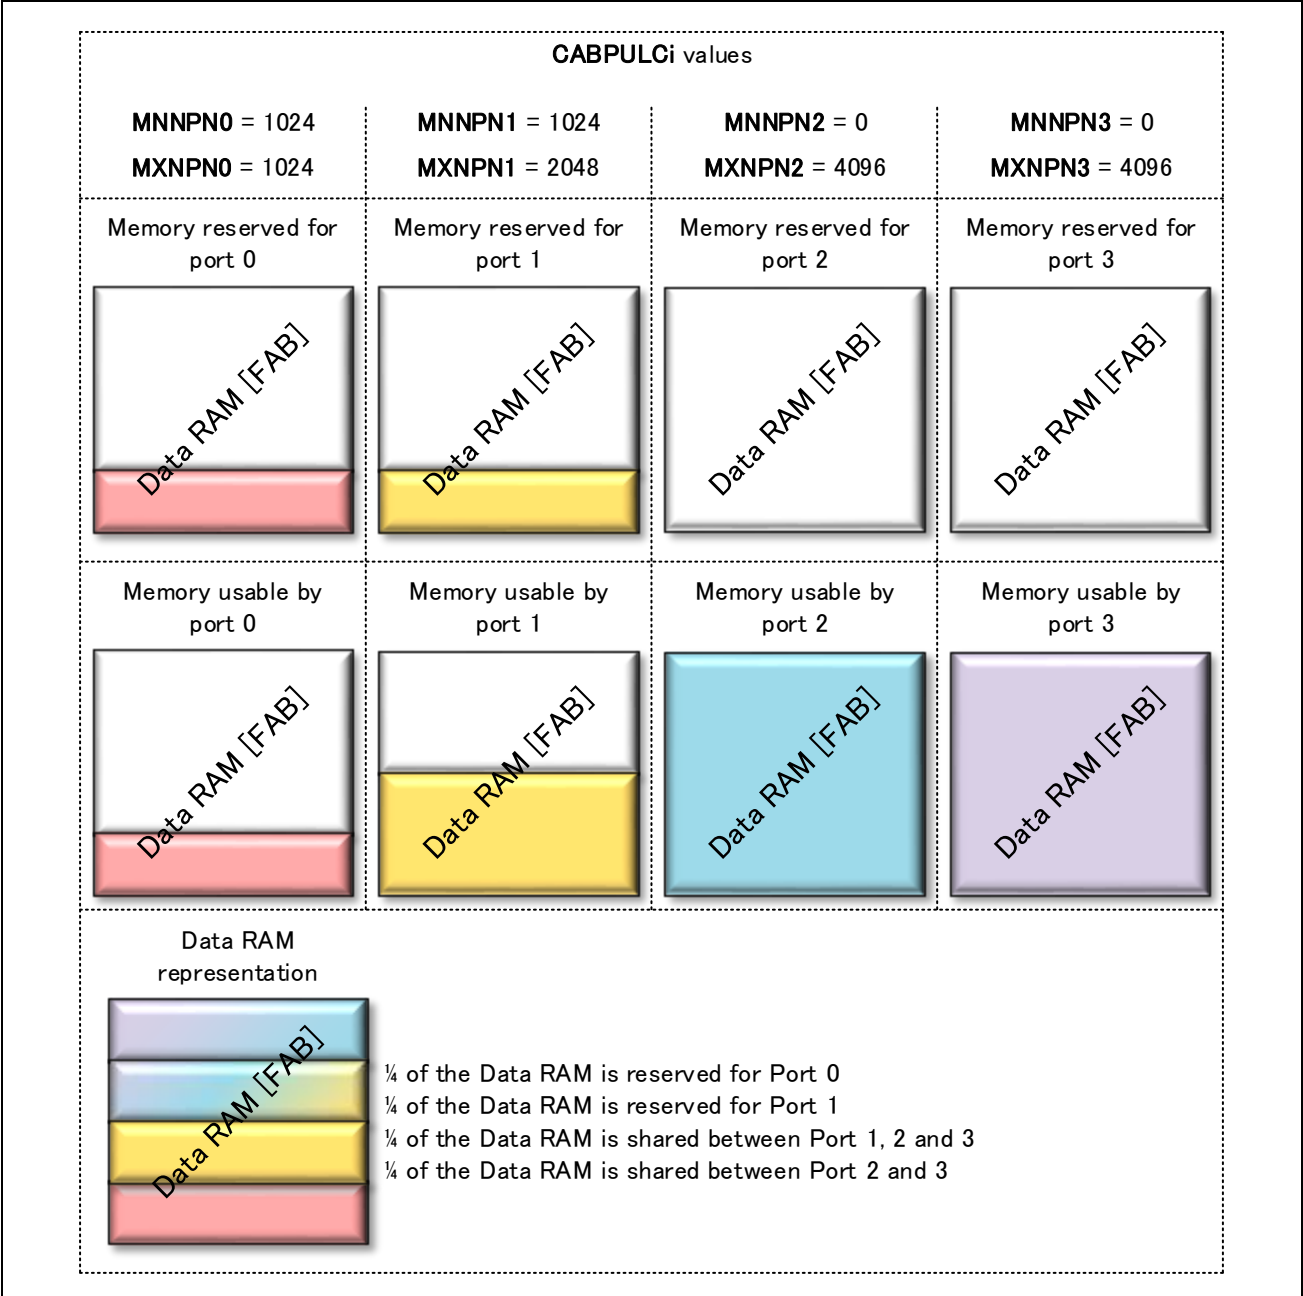 CABPULCi values
MNNPN0 = 1024
MNNPN1 = 1024
MNNPN2 = 0
MNNPN3 = 0
MXNPN0 = 1024
MXNPN1 = 2048
MXNPN2 = 4096
MXNPN3 = 4096
Memory reserved for
port 0
Memory reserved for
port 1
Memory reserved for
port 2
Memory reserved for
port 3
Data RAM [FAB]
Data RAM [FAB]
Data RAM [FAB]
Data RAM [FAB]
Memory usable by
port 0
Memory usable by
port 1
Memory usable by
port 2
Memory usable by
port 3
Data RAM [FAB]
Data RAM [FAB]
Data RAM [FAB]
Data RAM [FAB]
Data RAM
representation
Data RAM [FAB]
¼ of the Data RAM is reserved for Port 0
¼ of the Data RAM is reserved for Port 1
¼ of the Data RAM is shared between Port 1, 2 and 3
¼ of the Data RAM is shared between Port 2 and 3